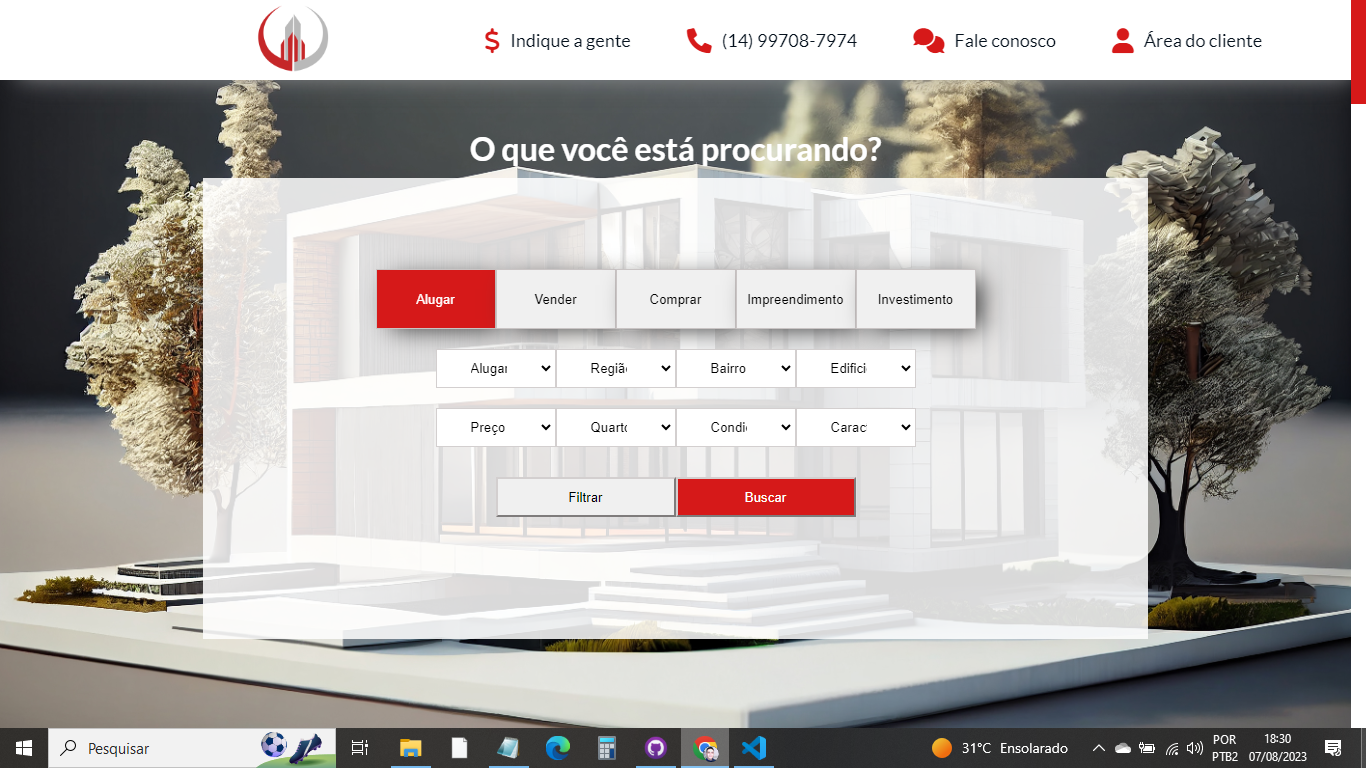 Indique a gente (14) 99708-7974 Fale conosco Área do cliente
O que você está procurando?
Alugar Vender Comprar Impreendimento Investimento
Alugar Regiã Bairro Edifici
Preço Quarto Condi Carac
Filtrar Buscar
Pesquisar 31°C Ensolarado POR 18:30
PTB2 07/08/2023